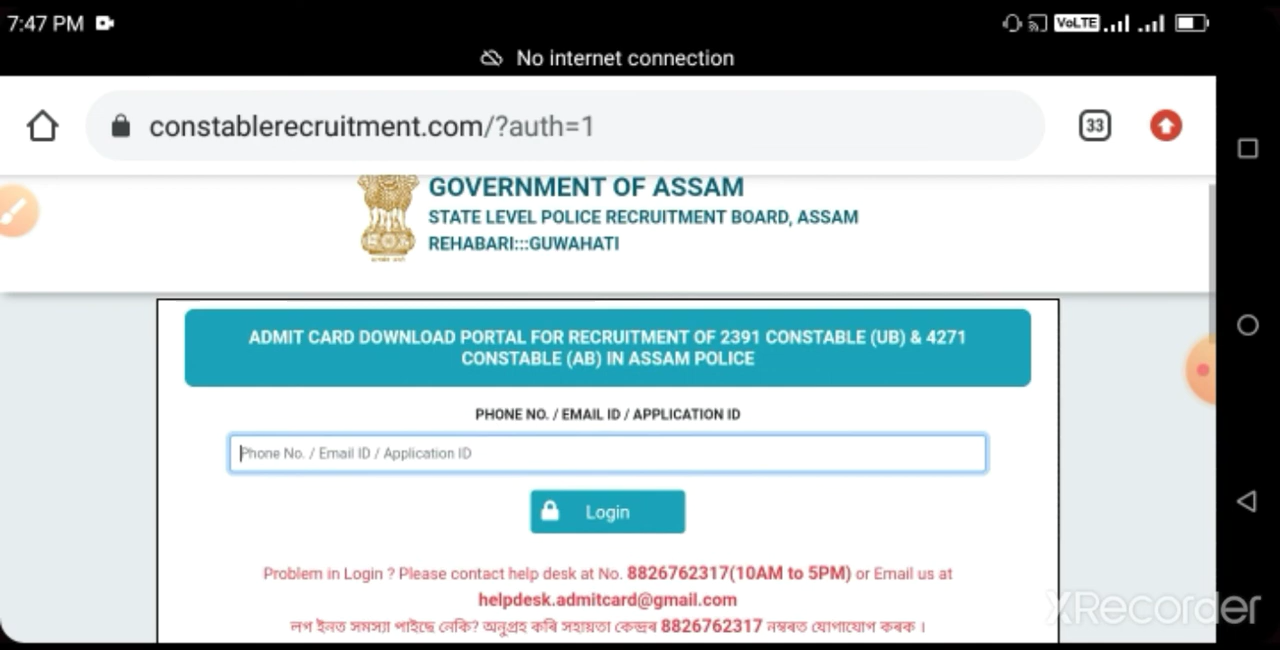 7:47 PM
VoLTE
No internet connection
constablerecruitment.com/?auth=1
33
GOVERNMENT OF ASSAM
STATE LEVEL POLICE RECRUITMENT BOARD, ASSAM
REHABARI:::GUWAHATI
ADMIT CARD DOWNLOAD PORTAL FOR RECRUITMENT OF 2391 CONSTABLE (UB) & 4271
CONSTABLE (AB) IN ASSAM POLICE
PHONE NO. / EMAIL ID / APPLICATION ID
Phone No. / Email ID / Application ID
Login
Problem in Login ? Please contact help desk at No. 8826762317(10AM to 5PM) or Email us at
helpdesk.admitcard@gmail.com
লগ ইনত সমস্যা পাইছে নেকি? অনুগ্ৰহ কৰি সহায়তা কেন্দ্ৰৰ 8826762317 নম্বৰত যোগাযোগ কৰক ।
XRecorder